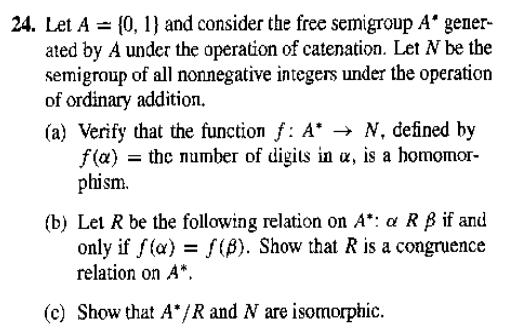 24. Let A = {0, 1} and consider the free semigroup A* gener-
ated by A under the operation of catenation. Let N be the
semigroup of all nonnegative integers under the operation
of ordinary addition.
(a) Verify that the function f: A* → N, defined by
f(α) = the number of digits in α, is a homomor-
phism.
(b) Let R be the following relation on A*: α R β if and
only if f(α) = f(β). Show that R is a congruence
relation on A*.
(c) Show that A*/R and N are isomorphic.